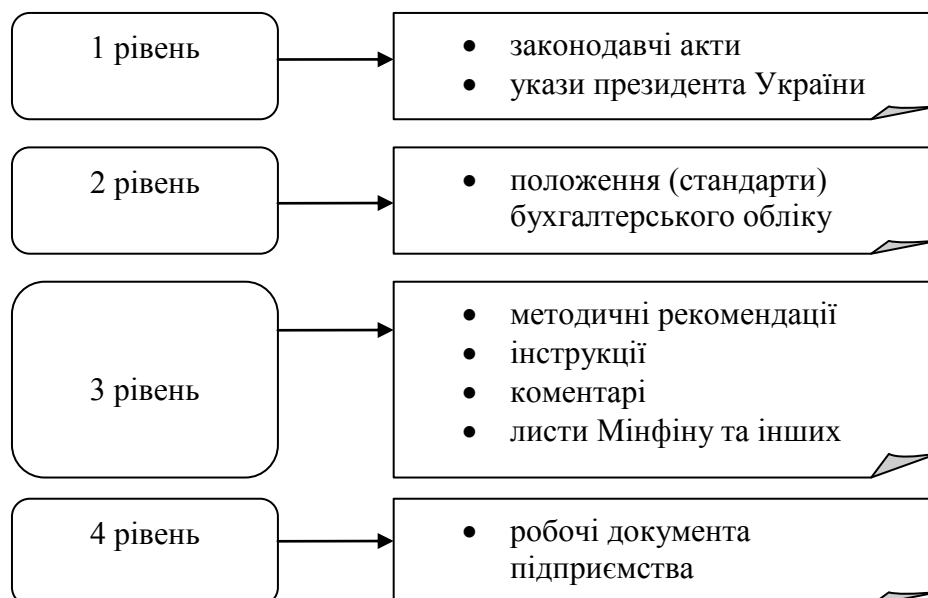 1 рівень
• законодавчі акти
• укази президента України
2 рівень
• положення (стандарти)
бухгалтерського обліку
3 рівень
• методичні рекомендації
• інструкції
• коментарі
• листи Мінфіну та інших
4 рівень
• робочі документа
підприємства